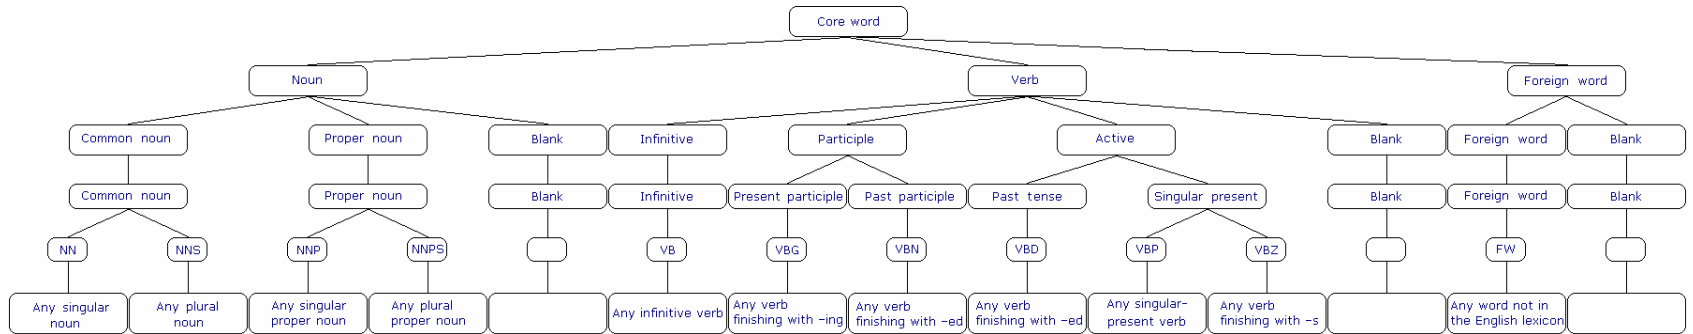 Core word
Noun
Verb
Foreign word
Common noun
Proper noun
Blank
Infinitive
Participle
Active
Blank
Foreign word
Blank
Common noun
Proper noun
Blank
Infinitive
Present participle
Past participle
Past tense
Singular present
Blank
Foreign word
Blank
NN
NNS
NNP
NNPS
VB
VBG
VBN
VBD
VBP
VBZ
FW
Any singular
noun
Any plural
noun
Any singular
proper noun
Any plural
proper noun
Any infinitive verb
Any verb
finishing with -ing
Any verb
finishing with -ed
Any verb
finishing with -ed
Any singular-
present verb
Any verb
finishing with -s
Any word not in
the English lexicon